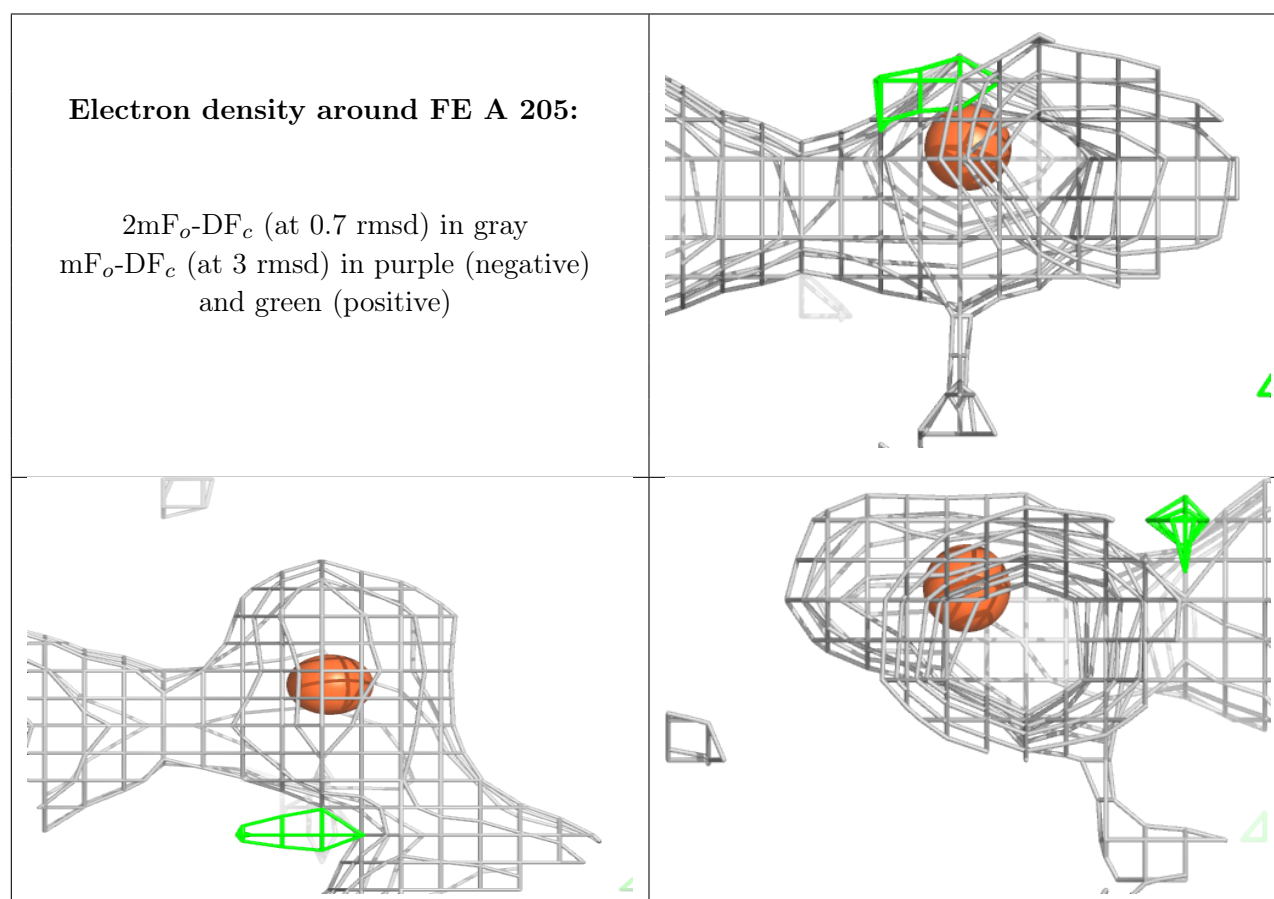 Electron density around FE A 205:
2mFₒ-DF𝒸 (at 0.7 rmsd) in gray
mFₒ-DF𝒸 (at 3 rmsd) in purple (negative)
and green (positive)